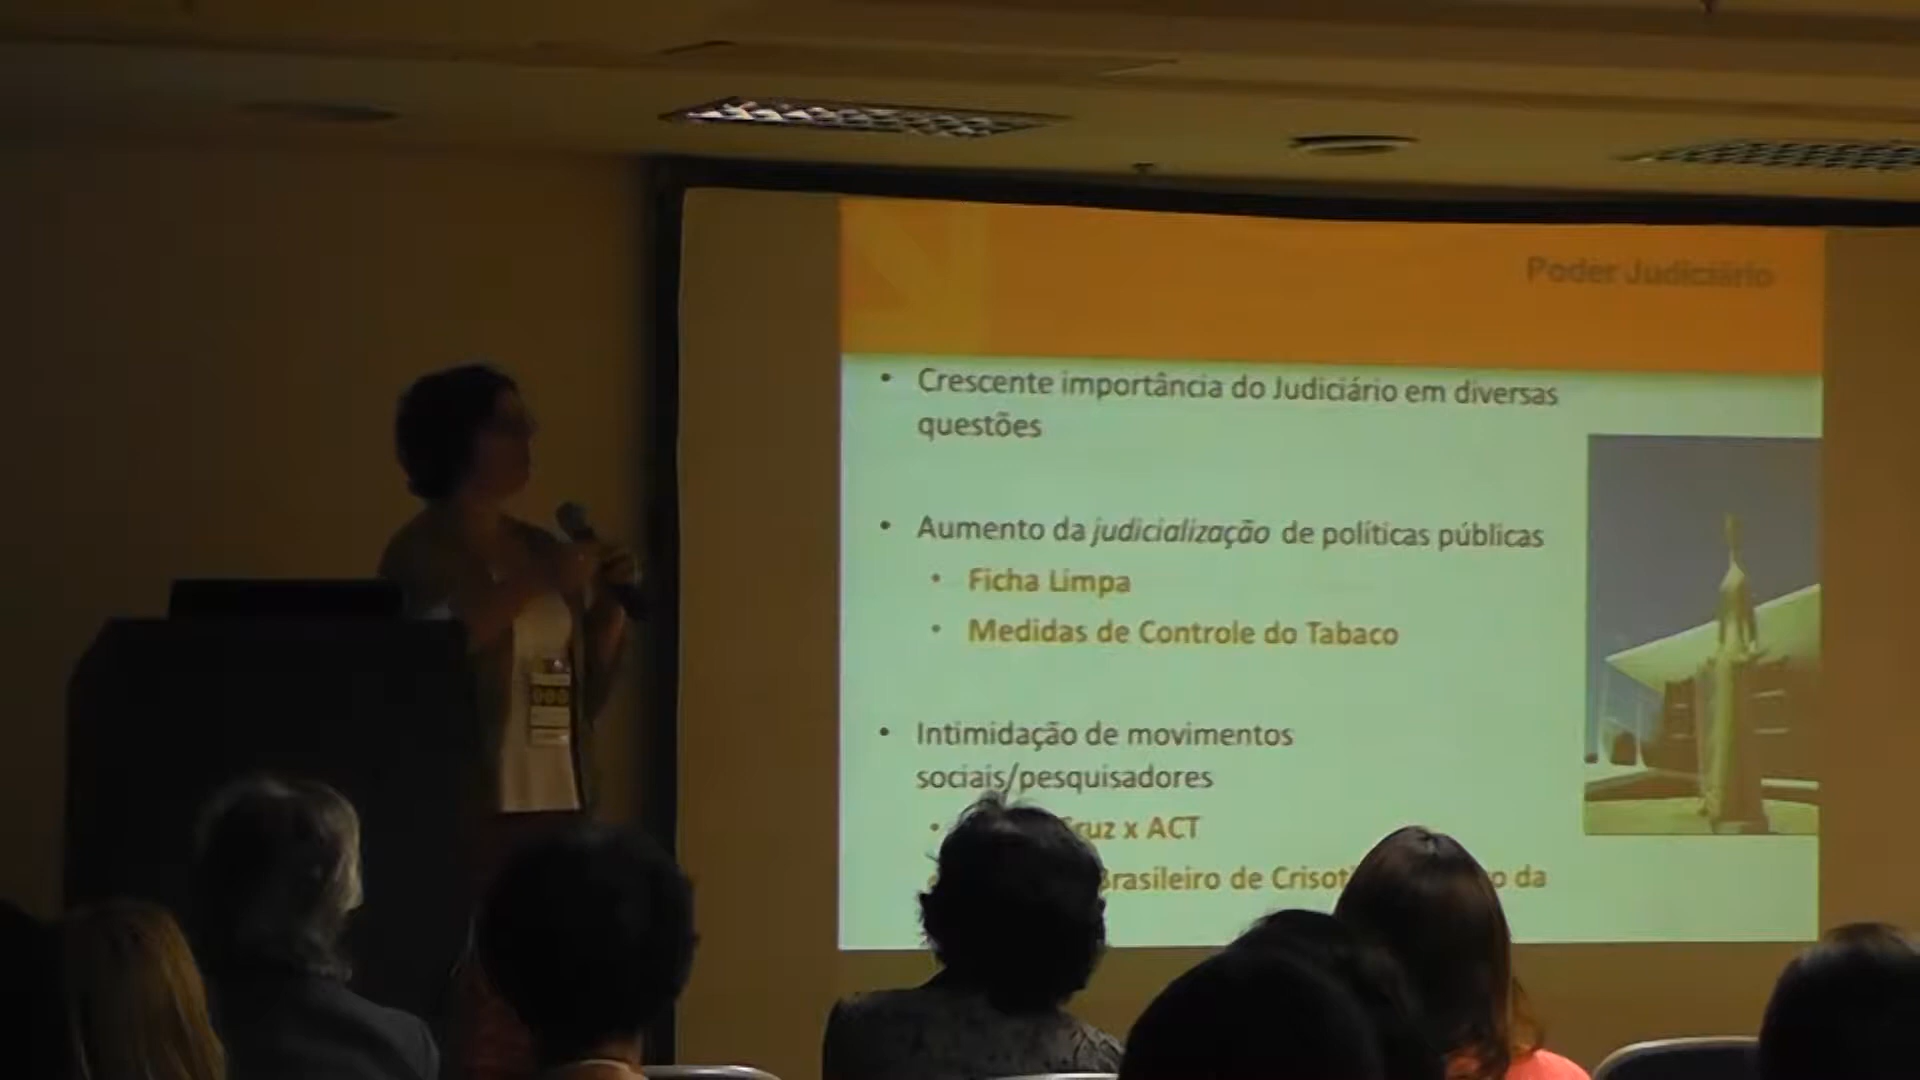 Poder Judiciário
• Crescente importância do Judiciário em diversas
questões
• Aumento da judicialização de políticas públicas
• Ficha Limpa
• Medidas de Controle do Tabaco
• Intimidação de movimentos
sociais/pesquisadores
• Cruz x ACT
Brasileiro de da